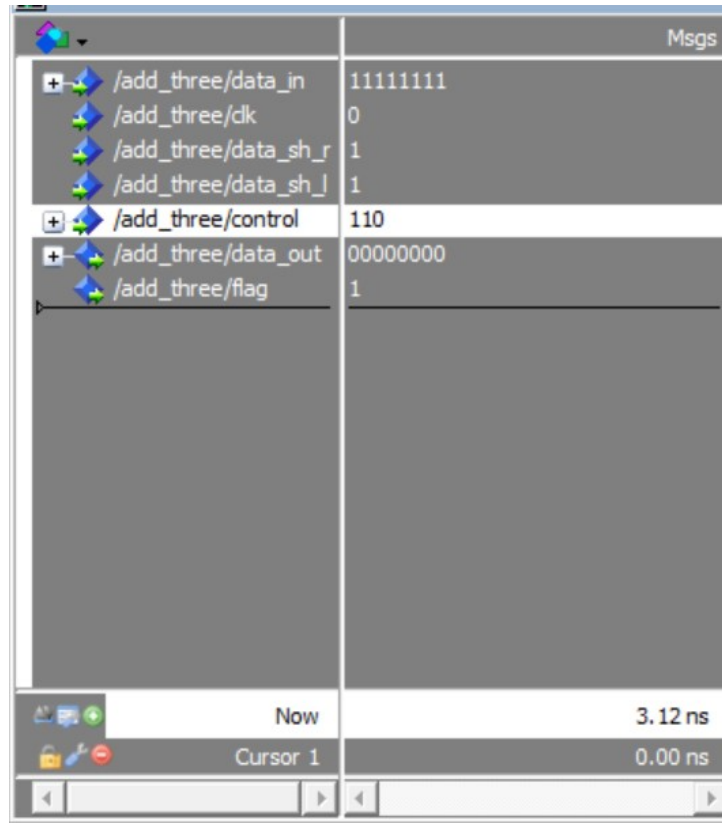 Msgs
/add_three/data_in 11111111
/add_three/clk 0
/add_three/data_sh_r 1
/add_three/data_sh_l 1
/add_three/control 110
/add_three/data_out 00000000
/add_three/flag 1
Now 3.12 ns
Cursor 1 0.00 ns